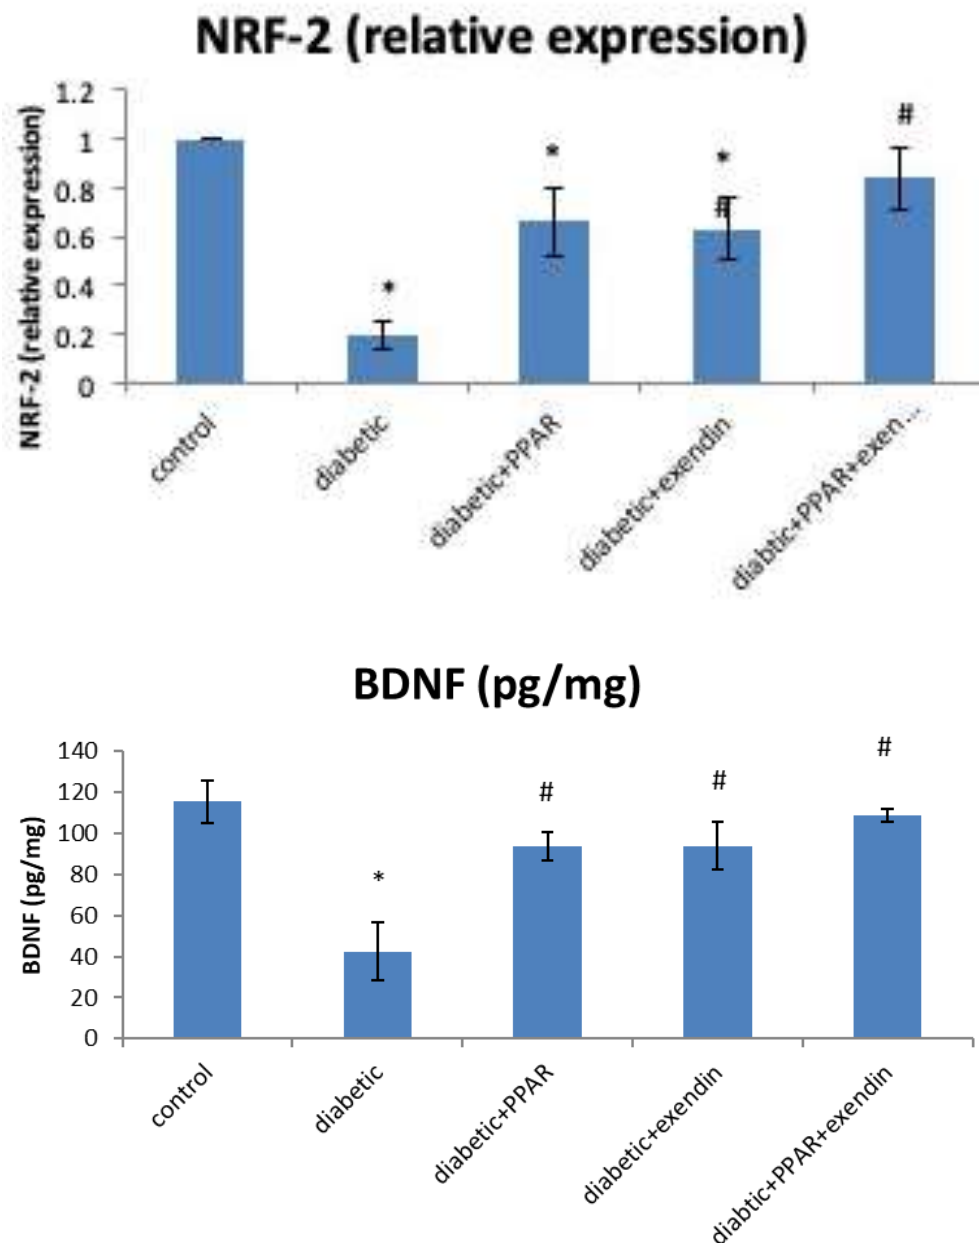 NRF-2 (relative expression)
NRF-2 (relative expression)
1.2
1
0.8
0.6
0.4
0.2
0
*
*
*
#
#
control
diabetic
diabetic+PPAR
diabetic+exendin
diabtic+PPAR+exen...
BDNF (pg/mg)
BDNF (pg/mg)
140
120
100
80
60
40
20
0
*
#
#
#
control
diabetic
diabetic+PPAR
diabetic+exendin
diabtic+PPAR+exendin